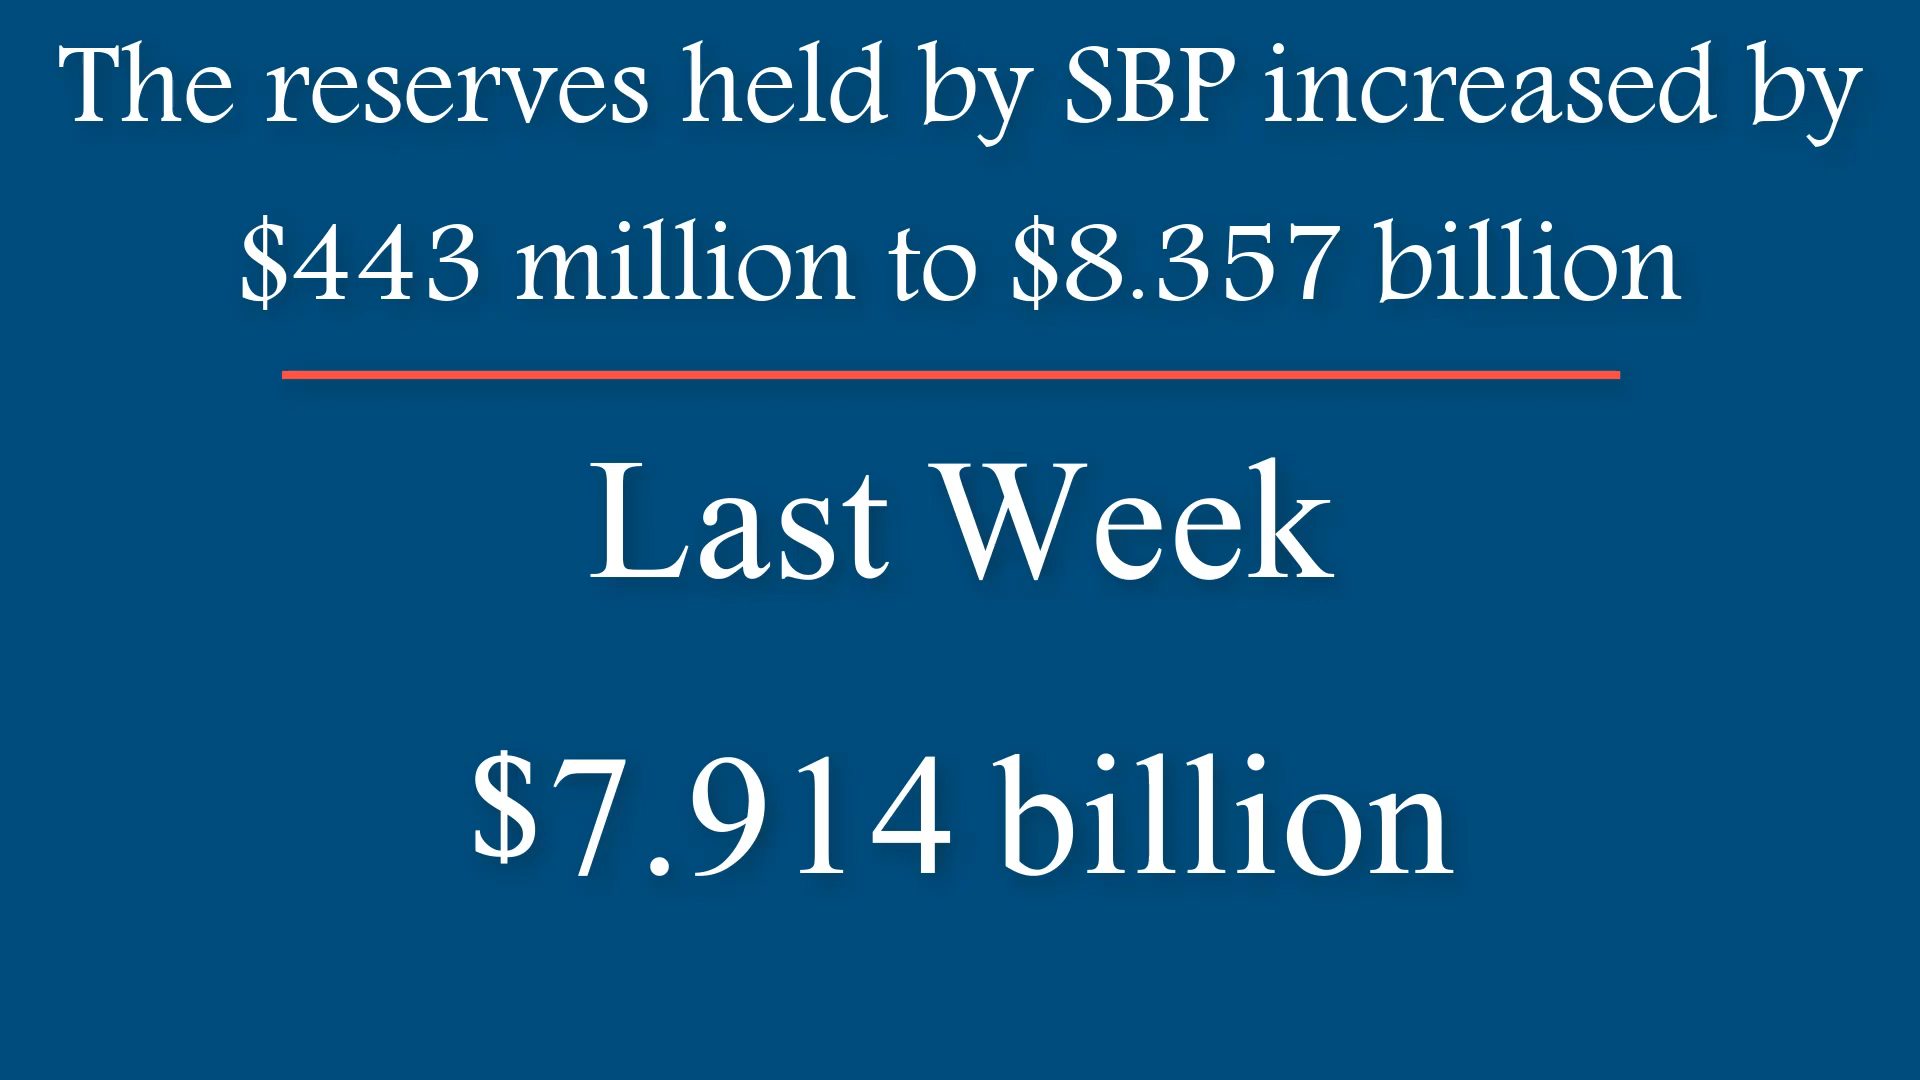 The reserves held by SBP increased by
$443 million to $8.357 billion
Last Week
$7.914 billion